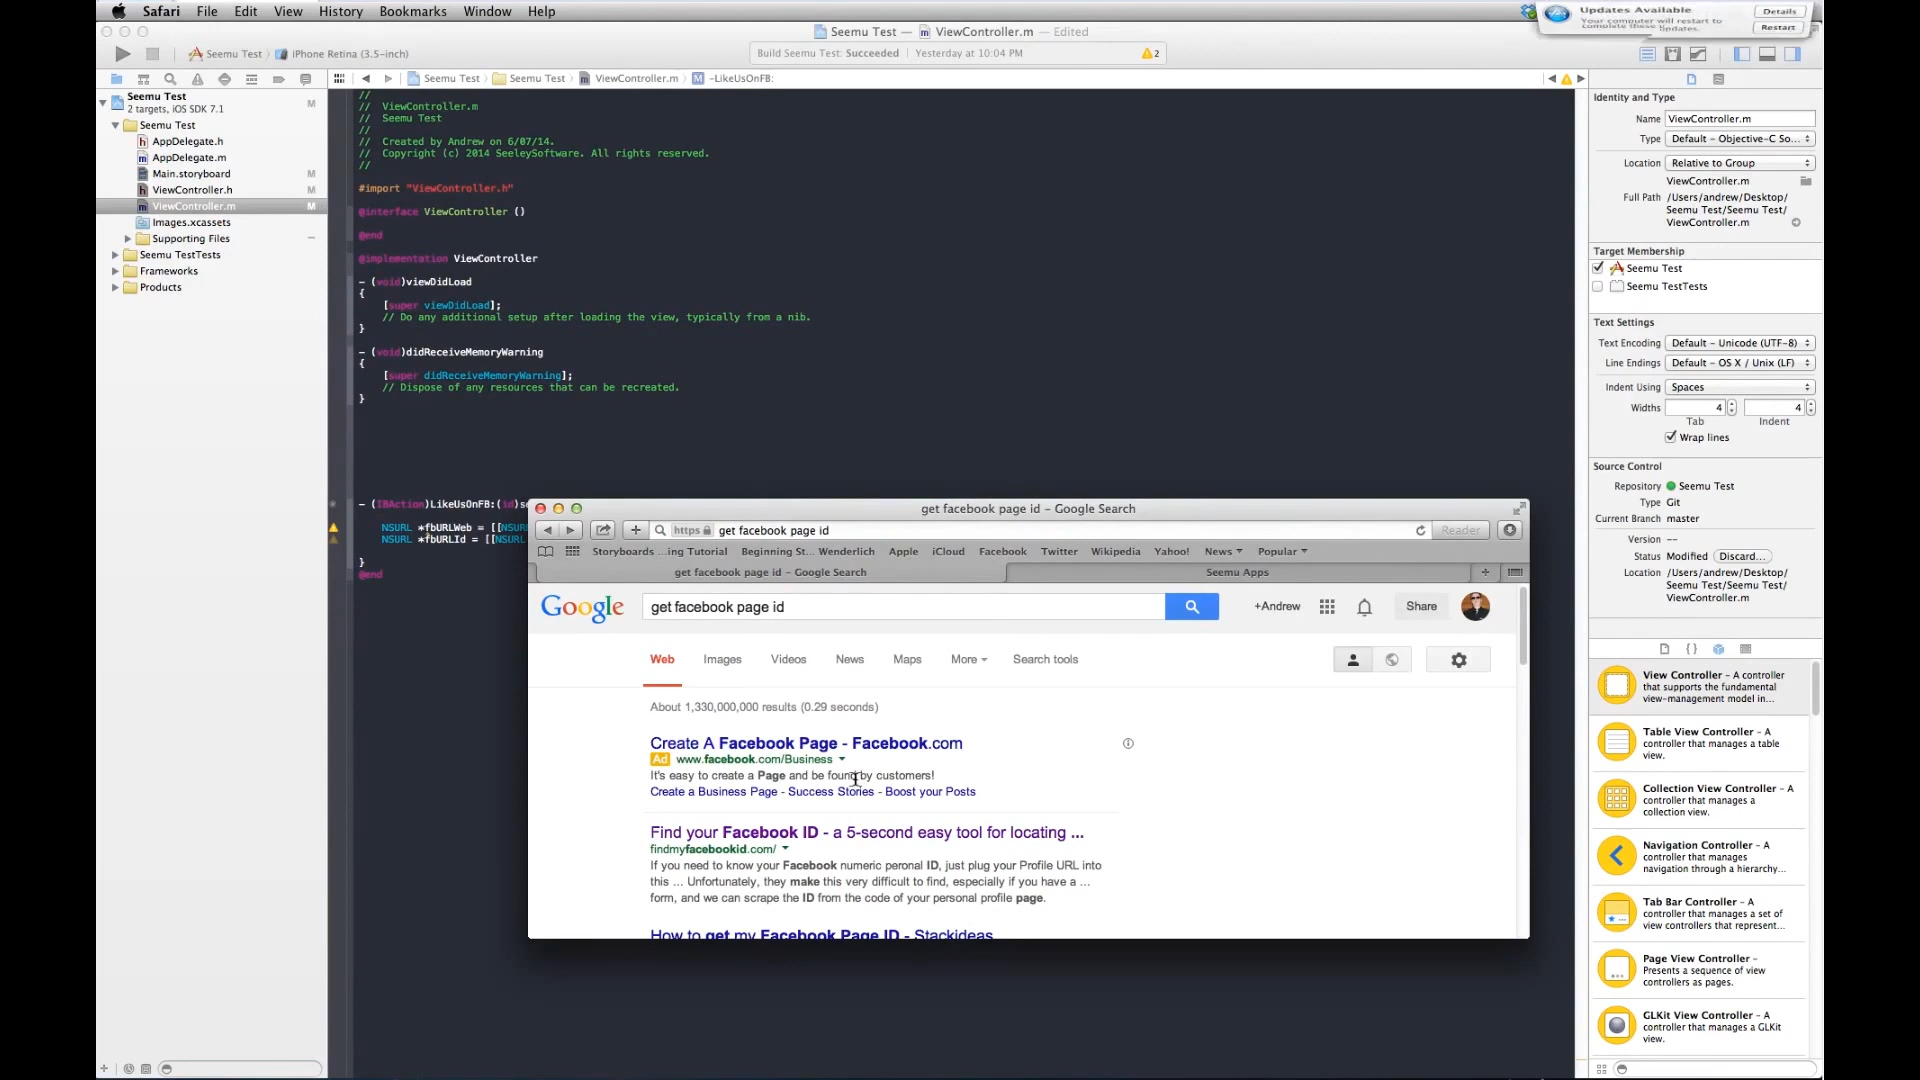 Safari File Edit View History Bookmarks Window Help
Updates Available
Your computer will restart to
complete these updates.
Details
Restart
Seemu Test — ViewController.m — Edited
Seemu Test iPhone Retina (3.5-inch)
Build Seemu Test: Succeeded | Yesterday at 10:04 PM 2
Seemu Test Seemu Test ViewController.m -LikeUsOnFB:
Seemu Test
2 targets, iOS SDK 7.1
M
Seemu Test
AppDelegate.h
AppDelegate.m
Main.storyboard M
ViewController.h M
ViewController.m M
Images.xcassets
Supporting Files
Seemu TestTests
Frameworks
Products
//
// ViewController.m
// Seemu Test
//
// Created by Andrew on 6/07/14.
// Copyright (c) 2014 SeeleySoftware. All rights reserved.
//
#import "ViewController.h"
@interface ViewController ()
@end
@implementation ViewController
- (void)viewDidLoad
{
[super viewDidLoad];
// Do any additional setup after loading the view, typically from a nib.
}
- (void)didReceiveMemoryWarning
{
[super didReceiveMemoryWarning];
// Dispose of any resources that can be recreated.
}
- (IBAction)LikeUsOnFB:(id)se
NSURL *fbURLWeb = [[NSUR
NSURL *fbURLId = [[NSURL
}
@end
get facebook page id – Google Search
https get facebook page id
Reader
Storyboards ...ing Tutorial Beginning St... Wenderlich Apple iCloud Facebook Twitter Wikipedia Yahoo! News Popular
get facebook page id – Google Search
Seemu Apps
Google
get facebook page id
+Andrew
Share
Web Images Videos News Maps More Search tools
About 1,330,000,000 results (0.29 seconds)
Create A Facebook Page - Facebook.com
Ad www.facebook.com/Business
It's easy to create a Page and be found by customers!
Create a Business Page - Success Stories - Boost your Posts
Find your Facebook ID - a 5-second easy tool for locating ...
findmyfacebookid.com/
If you need to know your Facebook numeric peronal ID, just plug your Profile URL into
this ... Unfortunately, they make this very difficult to find, especially if you have a ...
form, and we can scrape the ID from the code of your personal profile page.
How to get my Facebook Page ID - Stackideas
Identity and Type
Name ViewController.m
Type Default - Objective-C So...
Location Relative to Group
ViewController.m
Full Path /Users/andrew/Desktop/
Seemu Test/Seemu Test/
ViewController.m
Target Membership
Seemu Test
Seemu TestTests
Text Settings
Text Encoding Default - Unicode (UTF-8)
Line Endings Default - OS X / Unix (LF)
Indent Using Spaces
Widths 4 4
Tab Indent
Wrap lines
Source Control
Repository Seemu Test
Type Git
Current Branch master
Version --
Status Modified Discard...
Location /Users/andrew/Desktop/
Seemu Test/Seemu Test/
ViewController.m
{}
View Controller - A controller
that supports the fundamental
view-management model in...
Table View Controller - A
controller that manages a table
view.
Collection View Controller - A
controller that manages a
collection view.
Navigation Controller - A
controller that manages
navigation through a hierarchy...
Tab Bar Controller - A
controller that manages a set of
view controllers that represent...
Page View Controller -
Presents a sequence of view
controllers as pages.
GLKit View Controller - A
controller that manages a GLKit
view.